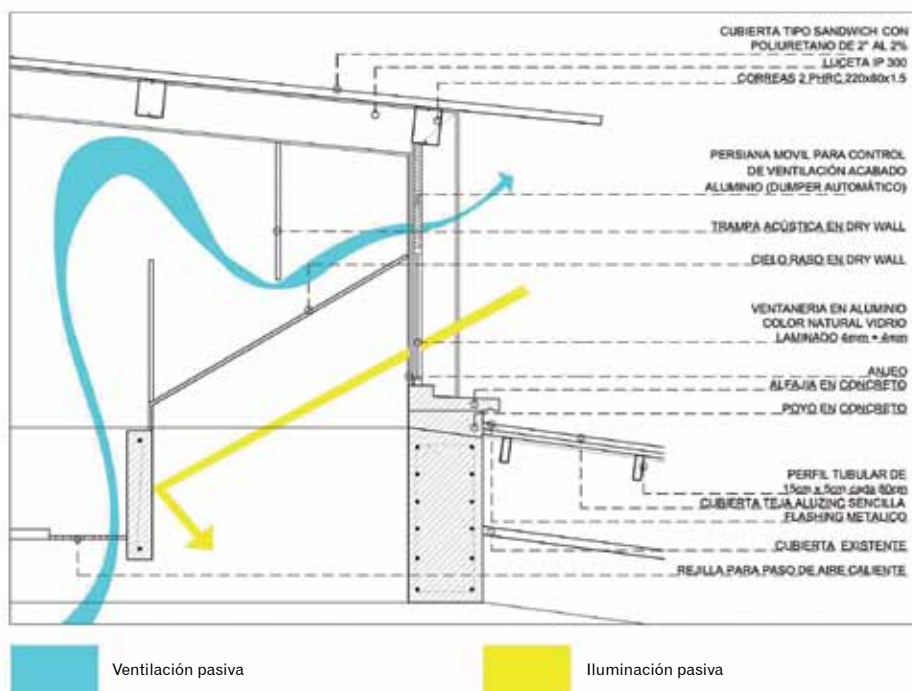 CUBIERTA TIPO SANDWICH CON
POLIURETANO DE 2" AL 2%
LUCETA IP 300
CORREAS 2 PHRC 220x80x1.5
PERSIANA MOVIL PARA CONTROL
DE VENTILACIÓN ACABADO
ALUMINIO (DUMPER AUTOMÁTICO)
TRAMPA ACÚSTICA EN DRY WALL
CIELO RASO EN DRY WALL
VENTANERIA EN ALUMINIO
COLOR NATURAL VIDRIO
LAMINADO 4mm + 4mm
ANJEO
ALFAJIA EN CONCRETO
POYO EN CONCRETO
PERFIL TUBULAR DE
15cm x 5cm cada 80cm
CUBIERTA TEJA ALUZINC SENCILLA
FLASHING METALICO
CUBIERTA EXISTENTE
REJILLA PARA PASO DE AIRE CALIENTE
Ventilación pasiva
Iluminación pasiva